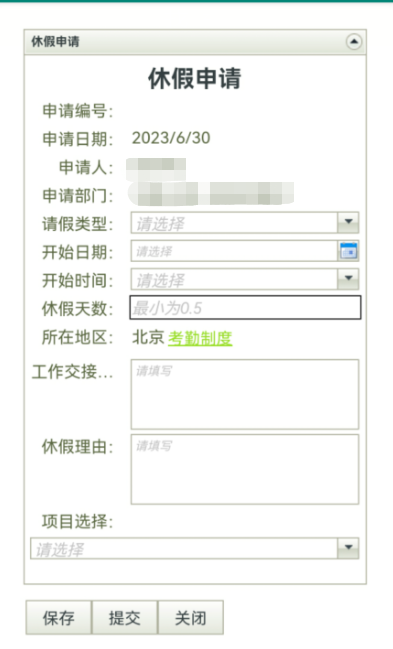 休假申请
休假申请
申请编号:
申请日期: 2023/6/30
申请人:
申请部门:
请假类型: 请选择
开始日期: 请选择
开始时间: 请选择
休假天数: 最小为0.5
所在地区: 北京 考勤制度
工作交接... 请填写
休假理由: 请填写
项目选择:
请选择
保存 提交 关闭